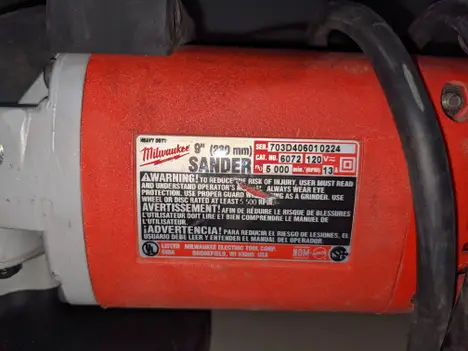 HEAVY DUTY
Milwaukee 9" (230 mm)
SANDER
SER. 703D406010224
CAT. NO. 6072 120 V
5 000 min./(RPM) 13 A
⚠WARNING! TO REDUCE THE RISK OF INJURY, USER MUST READ
AND UNDERSTAND OPERATOR'S ALWAYS WEAR EYE
PROTECTION. USE PROPER GUARD WHEN USING AS A GRINDER. USE
WHEEL OR DISC RATED AT LEAST 5 500 RPM.
AVERTISSEMENT! AFIN DE RÉDUIRE LE RISQUE DE BLESSURES
L'UTILISATEUR DOIT LIRE ET BIEN COMPRENDRE LE MANUEL DE
L'UTILISATEUR.
¡ADVERTENCIA! PARA REDUCIR EL RIESGO DE LESIONES, EL
USUARIO DEBE LEER Y ENTENDER EL MANUAL DEL OPERADOR.
UL LISTED MILWAUKEE ELECTRIC TOOL CORP.
BROOKFIELD, WI 53005 USA
NOM